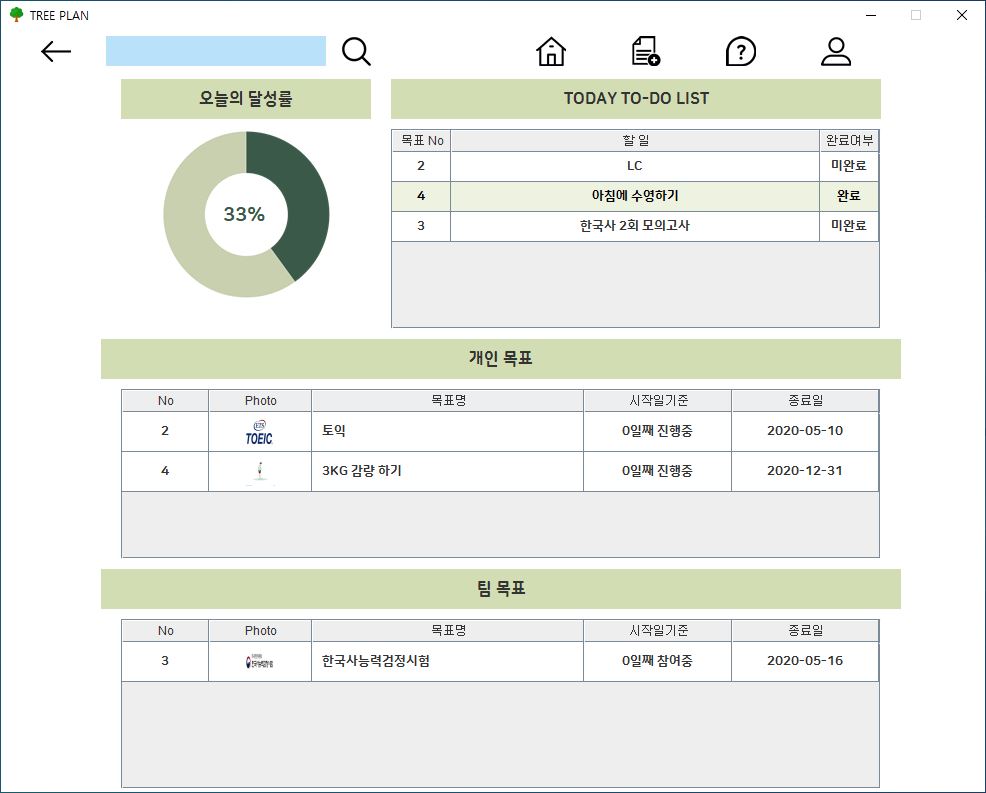 TREE PLAN
오늘의 달성률
33%
TODAY TO-DO LIST
목표 No 할 일 완료여부
2 LC 미완료
4 아침에 수영하기 완료
3 한국사 2회 모의고사 미완료
개인 목표
No Photo 목표명 시작일기준 종료일
2 ETS TOEIC 토익 0일째 진행중 2020-05-10
4 3KG 감량 하기 0일째 진행중 2020-12-31
팀 목표
No Photo 목표명 시작일기준 종료일
3 한국사능력검정시험 0일째 참여중 2020-05-16